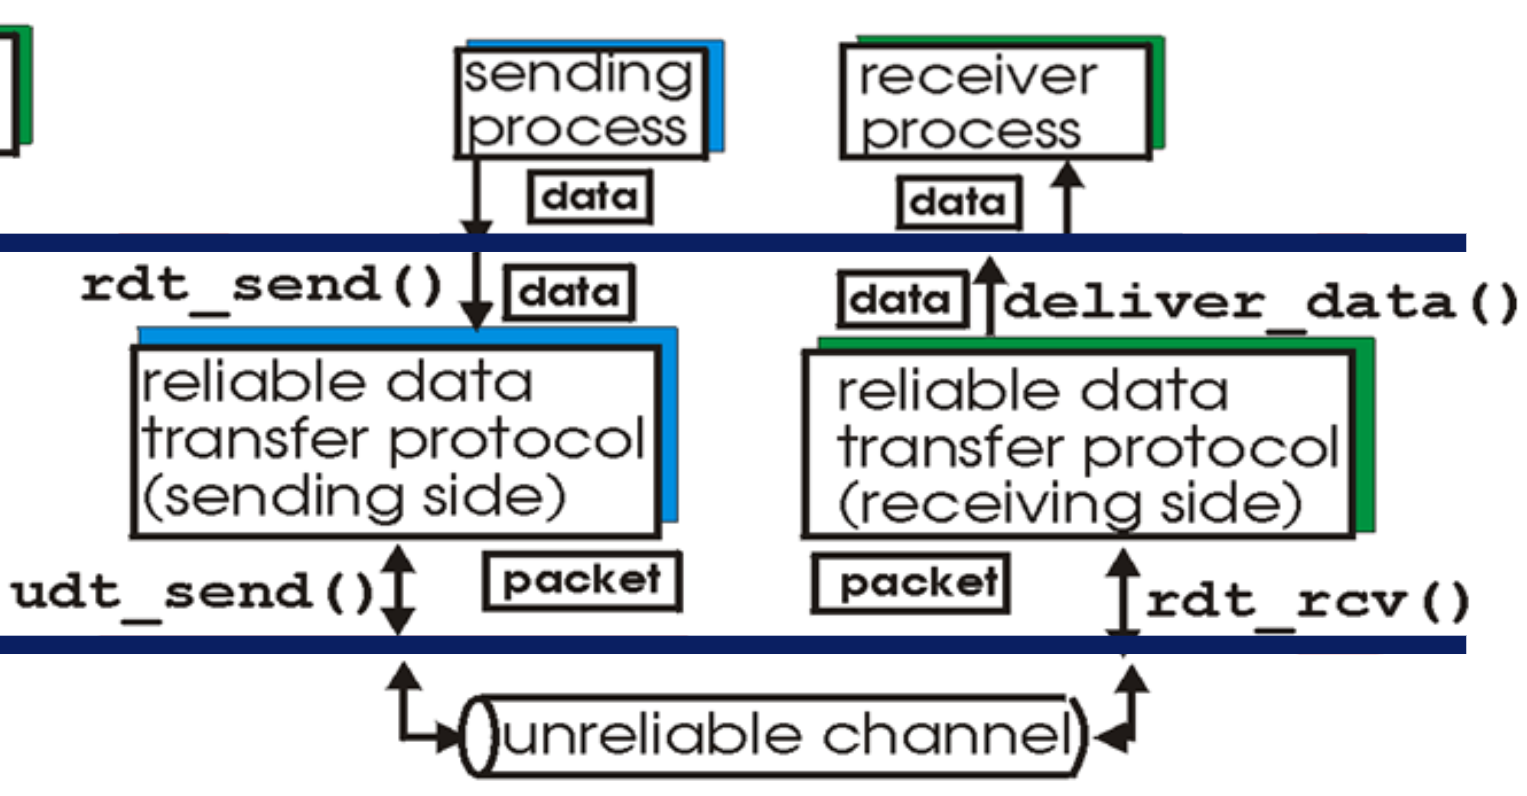 sending
process
receiver
process
data
data
rdt_send()
data
data
deliver_data()
reliable data
transfer protocol
(sending side)
reliable data
transfer protocol
(receiving side)
udt_send()
packet
packet
rdt_rcv()
unreliable channel